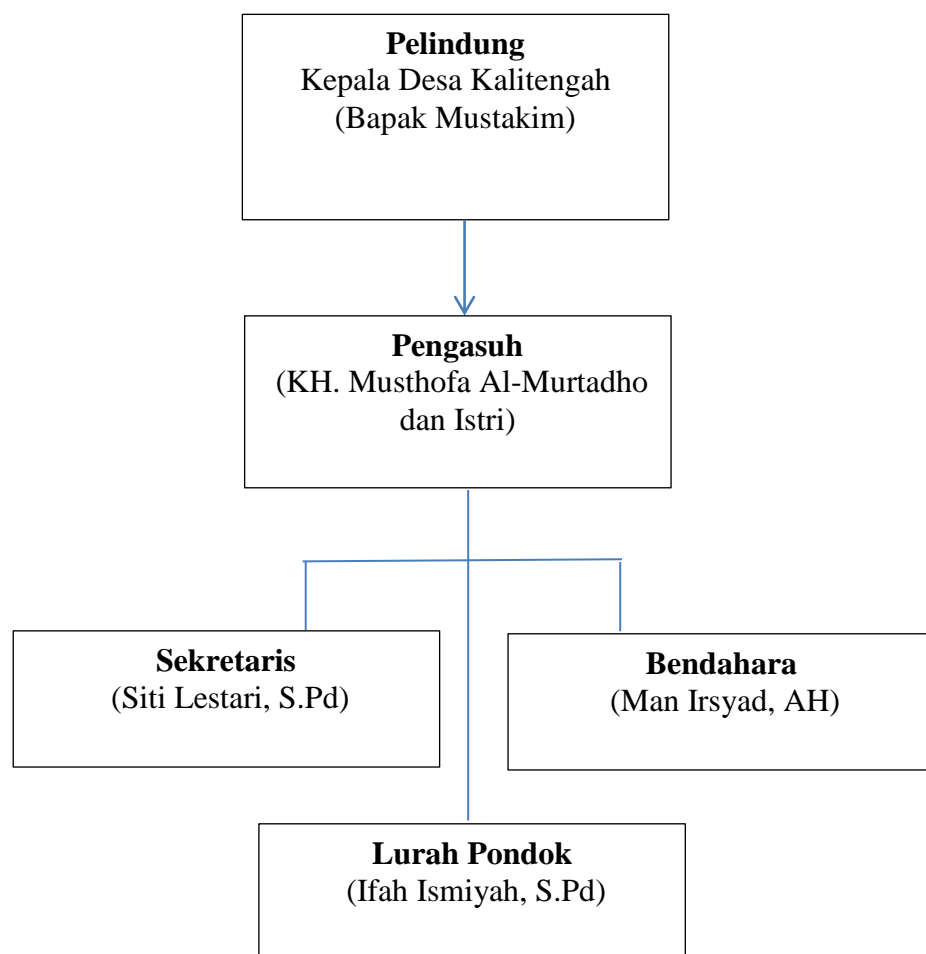 Pelindung
Kepala Desa Kalitengah
(Bapak Mustakim)
Pengasuh
(KH. Musthofa Al-Murtadho
dan Istri)
Sekretaris
(Siti Lestari, S.Pd)
Bendahara
(Man Irsyad, AH)
Lurah Pondok
(Ifah Ismiyah, S.Pd)